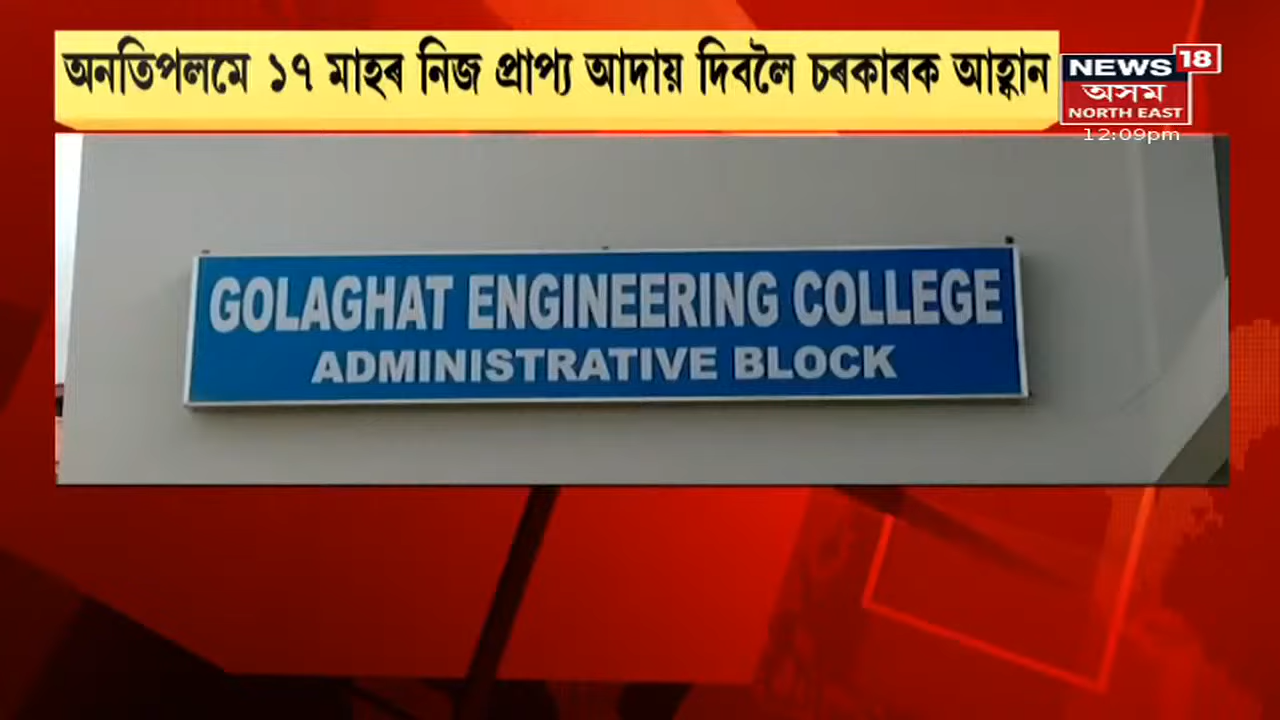 অনতিপলমে ১৭ মাহৰ নিজ প্ৰাপ্য আদায় দিবলৈ চৰকাৰক আহ্বান
NEWS 18
অসম
NORTH EAST
12:09pm
GOLAGHAT ENGINEERING COLLEGE
ADMINISTRATIVE BLOCK